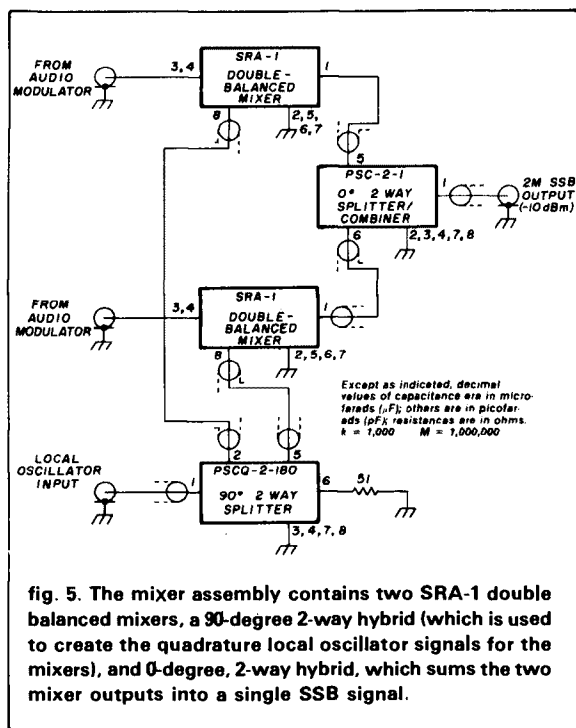 FROM
AUDIO
MODULATOR
3,4
SRA-1
DOUBLE-
BALANCED
MIXER
1
8
2,5,
6,7
5
PSC-2-1
0° 2 WAY
SPLITTER/
COMBINER
1
2M SSB
OUTPUT
(-10dBm)
6
2,3,4,7,8
FROM
AUDIO
MODULATOR
3,4
SRA-1
DOUBLE-
BALANCED
MIXER
1
8
2,5,6,7
Except as indicated, decimal
values of capacitance are in micro-
farads (µF); others are in picofar-
ads (pF); resistances are in ohms.
k = 1,000 M = 1,000,000
LOCAL
OSCILLATOR
INPUT
1
2
5
PSCQ-2-180
90° 2 WAY
SPLITTER
6
51
3,4,7,8
fig. 5. The mixer assembly contains two SRA-1 double
balanced mixers, a 90-degree 2-way hybrid (which is used
to create the quadrature local oscillator signals for the
mixers), and 0-degree, 2-way hybrid, which sums the two
mixer outputs into a single SSB signal.